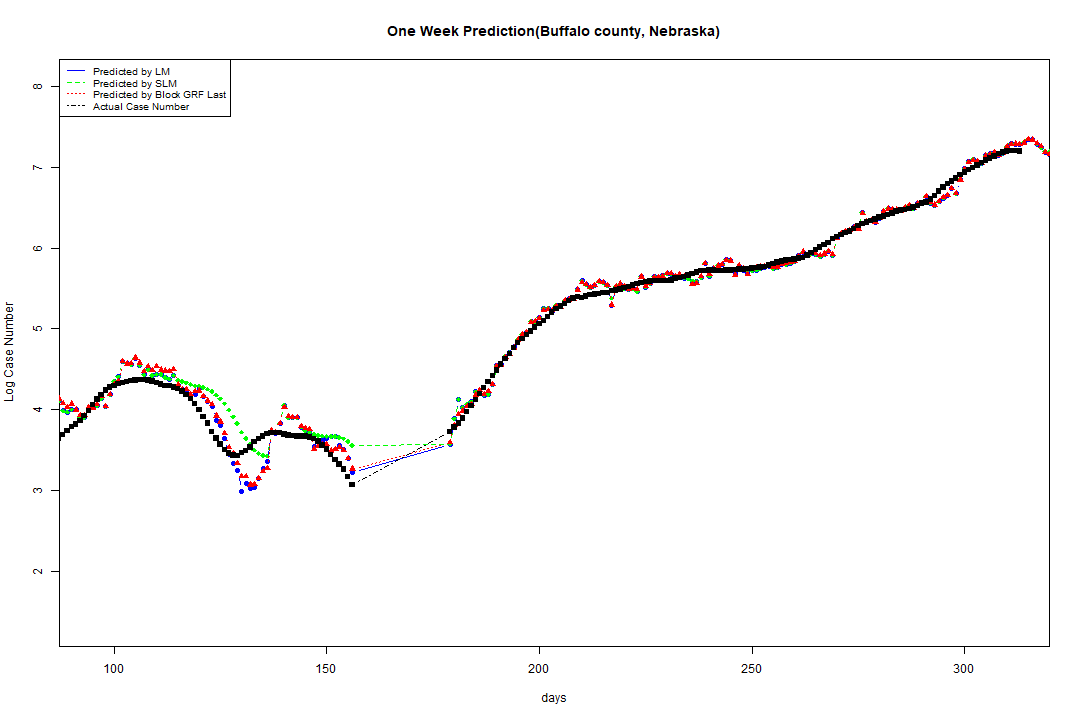 One Week Prediction(Buffalo county, Nebraska)
Predicted by LM
Predicted by SLM
Predicted by Block GRF Last
Actual Case Number
8
7
6
5
4
3
2
Log Case Number
100 150 200 250 300
days